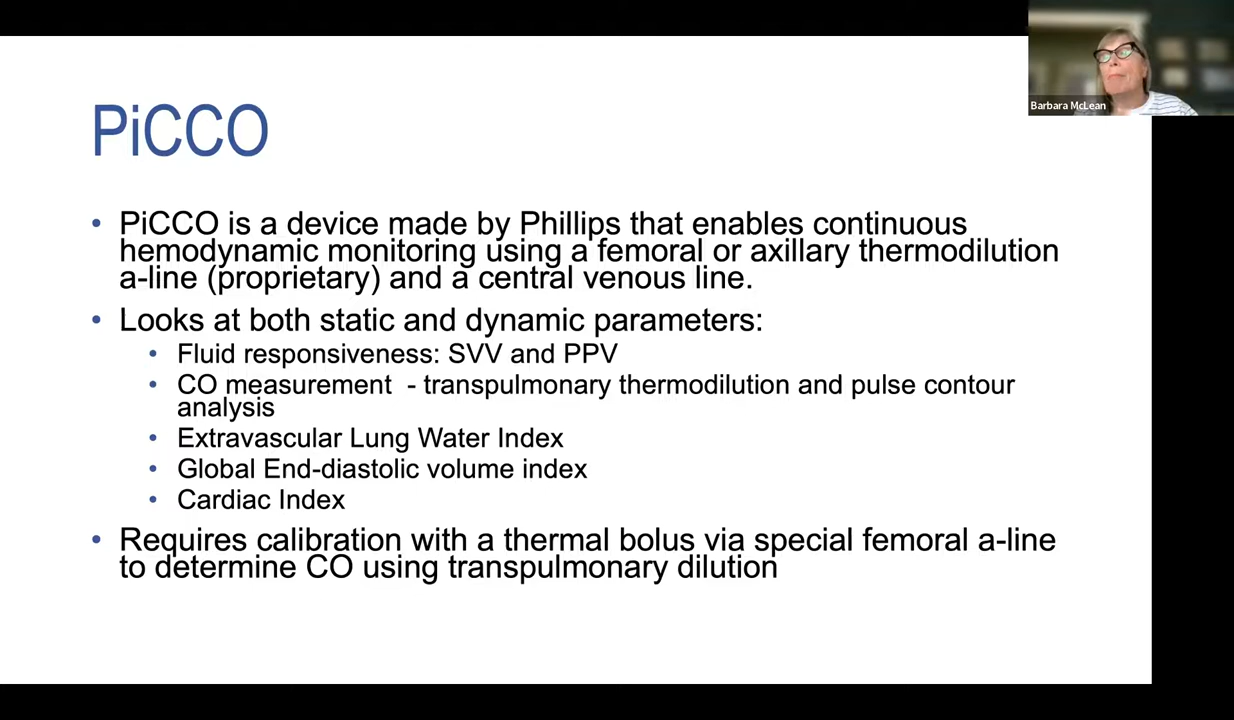 Barbara McLean
PiCCO
• PiCCO is a device made by Phillips that enables continuous
hemodynamic monitoring using a femoral or axillary thermodilution
a-line (proprietary) and a central venous line.
• Looks at both static and dynamic parameters:
• Fluid responsiveness: SVV and PPV
• CO measurement - transpulmonary thermodilution and pulse contour
analysis
• Extravascular Lung Water Index
• Global End-diastolic volume index
• Cardiac Index
• Requires calibration with a thermal bolus via special femoral a-line
to determine CO using transpulmonary dilution